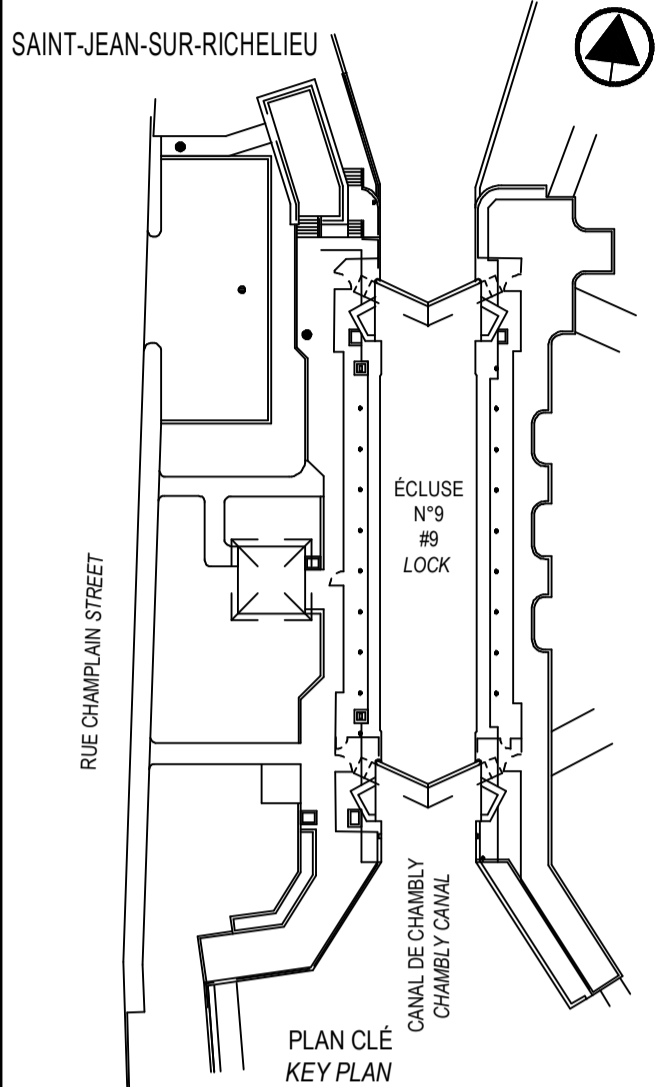 SAINT-JEAN-SUR-RICHELIEU
ÉCLUSE
N°9
#9
LOCK
RUE CHAMPLAIN STREET
CANAL DE CHAMBLY
CHAMBLY CANAL
PLAN CLÉ
KEY PLAN